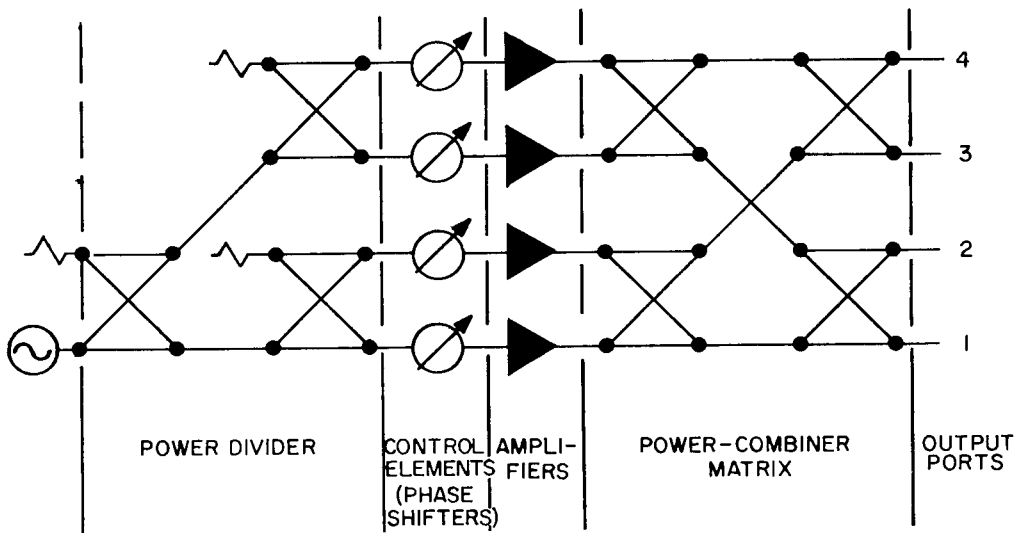 4
3
2
1
POWER DIVIDER
CONTROL
ELEMENTS
(PHASE
SHIFTERS)
AMPLI-
FIERS
POWER-COMBINER
MATRIX
OUTPUT
PORTS